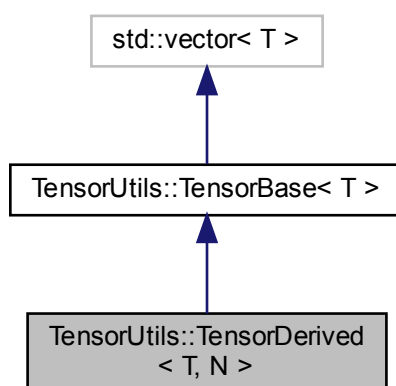 std::vector< T >
TensorUtils::TensorBase< T >
TensorUtils::TensorDerived
< T, N >